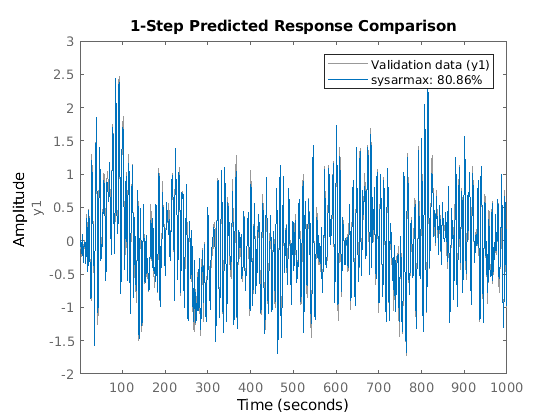 1-Step Predicted Response Comparison
3
2.5
2
1.5
1
0.5
0
-0.5
-1
-1.5
-2
Amplitude
y1
Validation data (y1)
sysarmax: 80.86%
100 200 300 400 500 600 700 800 900 1000
Time (seconds)